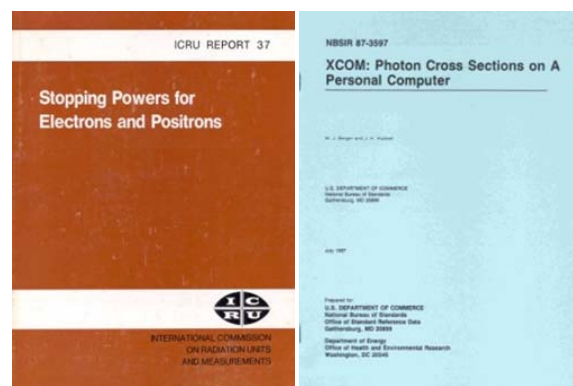 ICRU REPORT 37
Stopping Powers for
Electrons and Positrons
I C
R U
INTERNATIONAL COMMISSION
ON RADIATION UNITS
AND MEASUREMENTS
NBSIR 87-3597
XCOM: Photon Cross Sections on A
Personal Computer
M. J. Berger and J. H. Hubbell
U.S. DEPARTMENT OF COMMERCE
National Bureau of Standards
Gaithersburg, MD 20899
July 1987
Prepared for:
U.S. DEPARTMENT OF COMMERCE
National Bureau of Standards
Office of Standard Reference Data
Gaithersburg, MD 20899
Department of Energy
Office of Health and Environmental Research
Washington, DC 20545